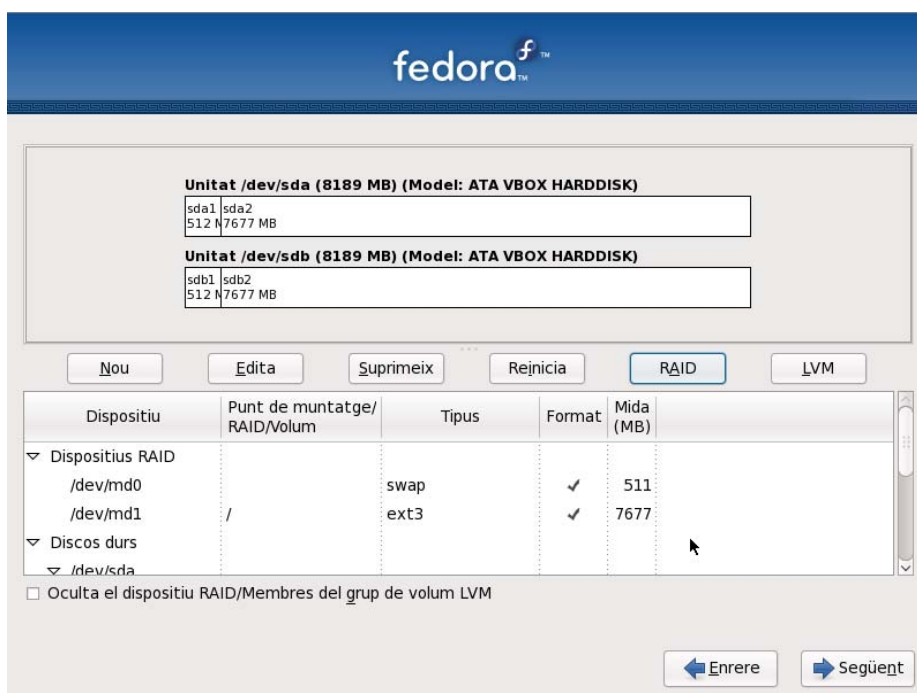 fedora
Unitat /dev/sda (8189 MB) (Model: ATA VBOX HARDDISK)
sda1 sda2
512 M 7677 MB
Unitat /dev/sdb (8189 MB) (Model: ATA VBOX HARDDISK)
sdb1 sdb2
512 M 7677 MB
Nou Edita Suprimeix Reinicia RAID LVM
Dispositiu Punt de muntatge/ RAID/Volum Tipus Format Mida (MB)
Dispositius RAID
/dev/md0 swap ✓ 511
/dev/md1 / ext3 ✓ 7677
Discos durs
/dev/sda
Oculta el dispositiu RAID/Membres del grup de volum LVM
Enrere Següent